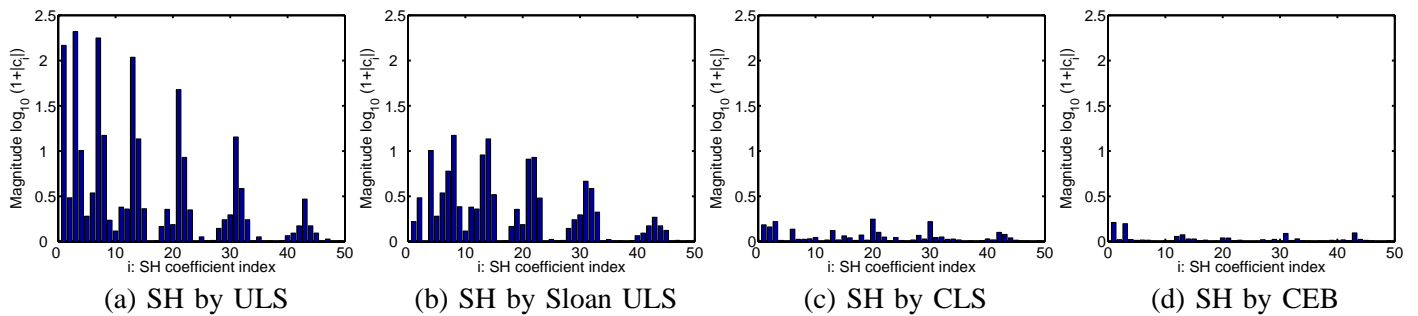 Magnitude log10 (1+|ci|)
2.5
2
1.5
1
0.5
0
0 10 20 30 40 50
i: SH coefficient index
(a) SH by ULS
Magnitude log10 (1+|ci|)
2.5
2
1.5
1
0.5
0
0 10 20 30 40 50
i: SH coefficient index
(b) SH by Sloan ULS
Magnitude log10 (1+|ci|)
2.5
2
1.5
1
0.5
0
0 10 20 30 40 50
i: SH coefficient index
(c) SH by CLS
Magnitude log10 (1+|ci|)
2.5
2
1.5
1
0.5
0
0 10 20 30 40 50
i: SH coefficient index
(d) SH by CEB